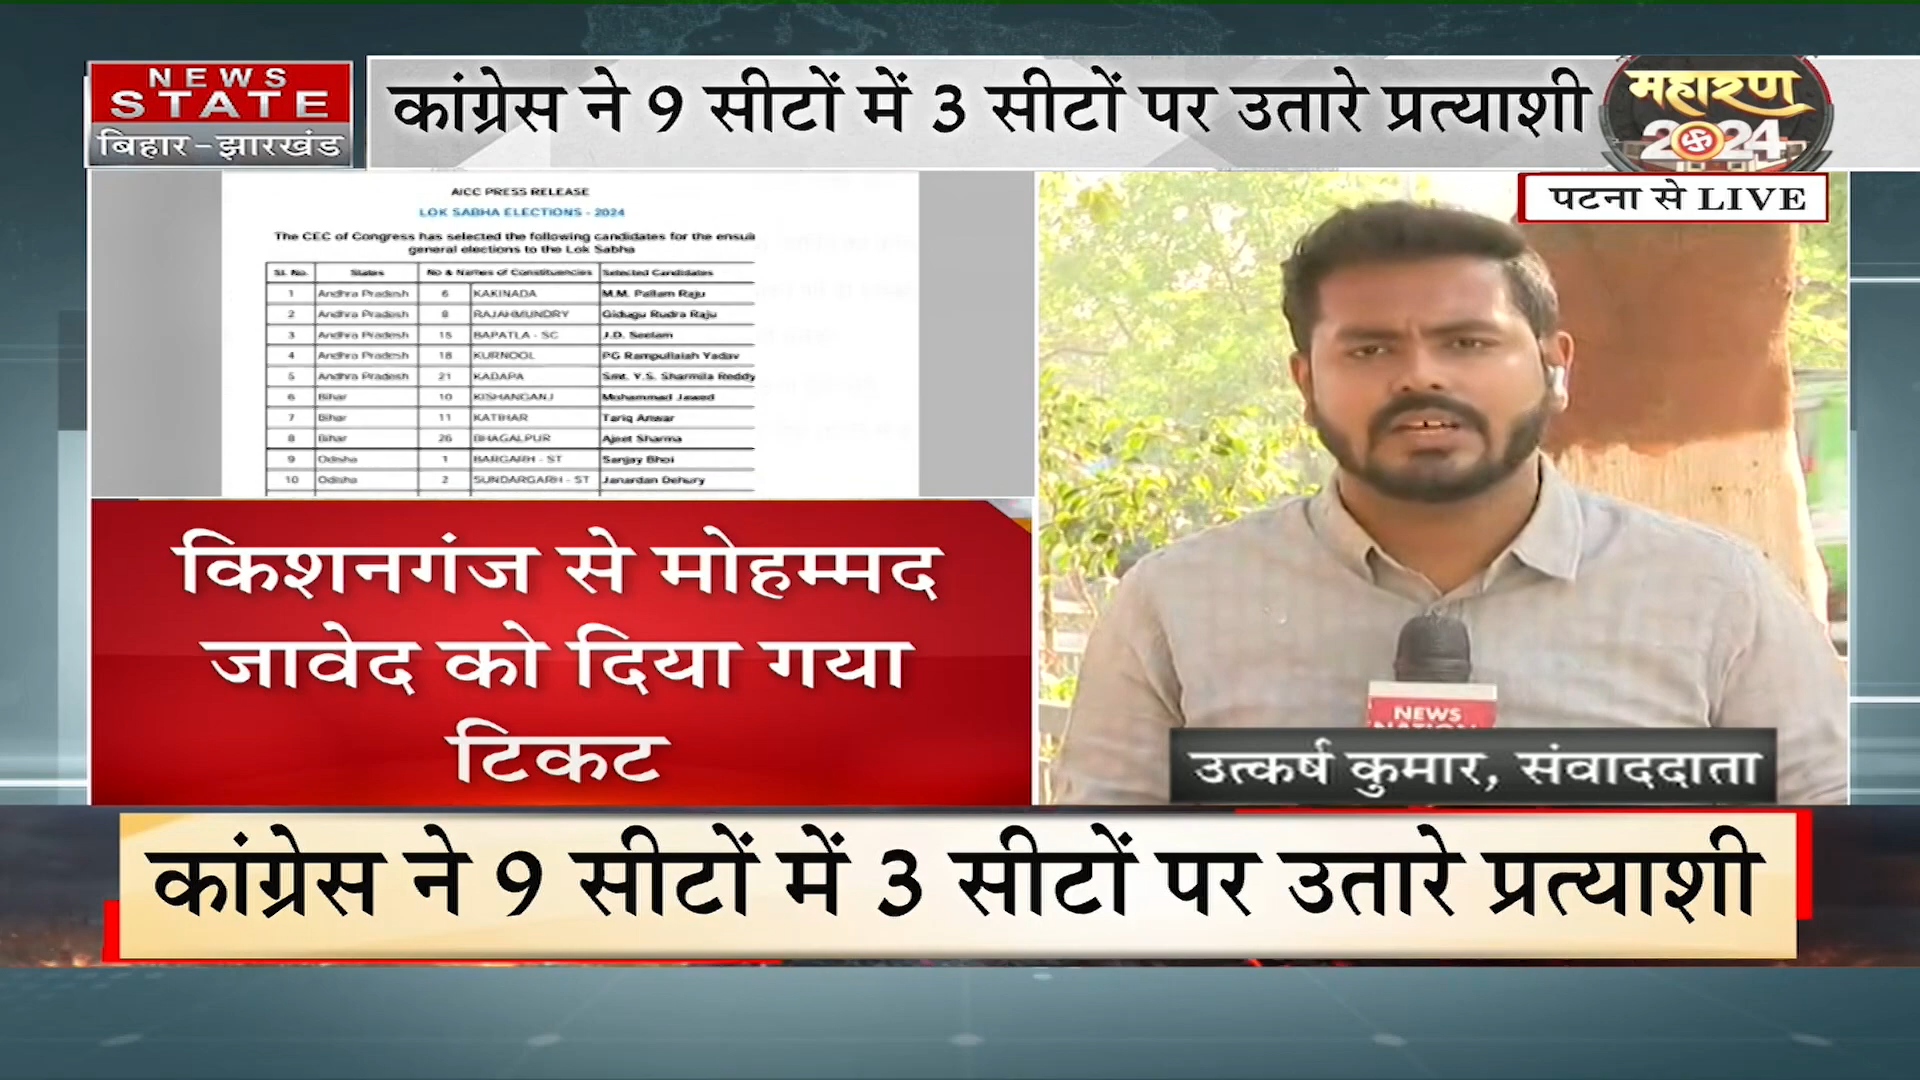 NEWS
STATE
बिहार-झारखंड
कांग्रेस ने 9 सीटों में 3 सीटों पर उतारे प्रत्याशी
महारण
2024
पटना से LIVE
AICC PRESS RELEASE
LOK SABHA ELECTIONS - 2024
The CEC of Congress has selected the following candidates for the ensui
general elections to the Lok Sabha
Sl. No. States No & Names of Constituencies Selected Candidates
1 Andhra Pradesh 6 KAKINADA M.M. Pallam Raju
2 Andhra Pradesh 8 RAJAHMUNDRY Gidugu Rudra Raju
3 Andhra Pradesh 15 BAPATLA - SC J.D. Seelam
4 Andhra Pradesh 18 KURNOOL PG Rampullaiah Yadav
5 Andhra Pradesh 21 KADAPA Smt. Y.S. Sharmila Reddy
6 Bihar 10 KISHANGANJ Mohammad Jawed
7 Bihar 11 KATIHAR Tariq Anwar
8 Bihar 26 BHAGALPUR Ajeet Sharma
9 Odisha 1 BARGARH - ST Sanjay Bhoi
10 Odisha 2 SUNDARGARH - ST Janardan Dehury
किशनगंज से मोहम्मद
जावेद को दिया गया
टिकट
NEWS
NATION
उत्कर्ष कुमार, संवाददाता
कांग्रेस ने 9 सीटों में 3 सीटों पर उतारे प्रत्याशी